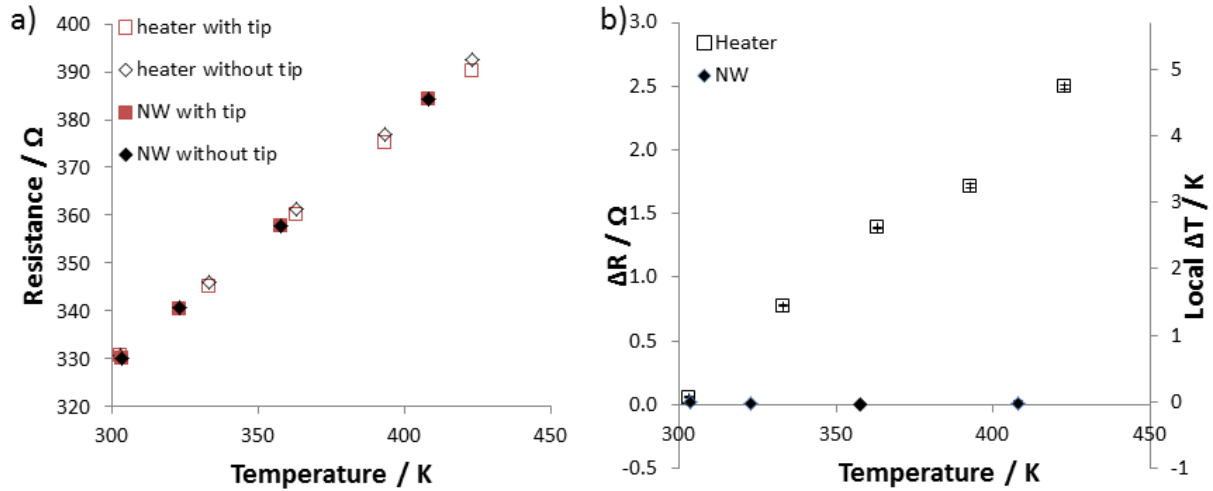 a)
heater with tip
heater without tip
NW with tip
NW without tip
Resistance / Ω
400
390
380
370
360
350
340
330
320
300
350
400
450
Temperature / K
b)
Heater
NW
ΔR / Ω
3.0
2.5
2.0
1.5
1.0
0.5
0.0
-0.5
300
350
400
450
Temperature / K
5
4
3
2
1
0
-1
Local ΔT / K